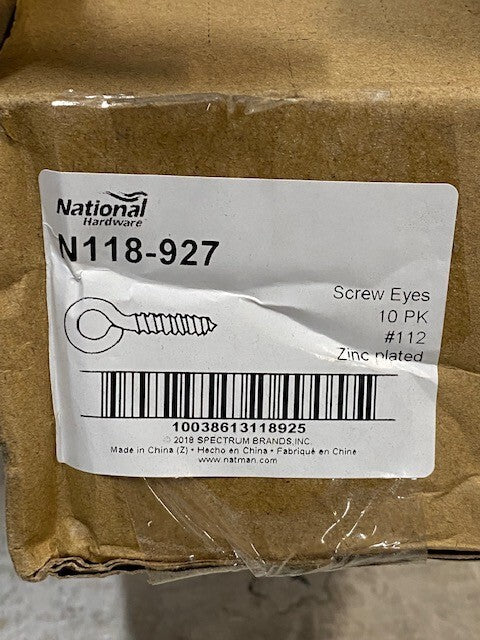 National
Hardware
N118-927
Screw Eyes
10 PK
#112
Zinc plated
10038613118925
© 2018 SPECTRUM BRANDS,INC.
Made in China (Z) • Hecho en China • Fabriqué en Chine
www.natman.com